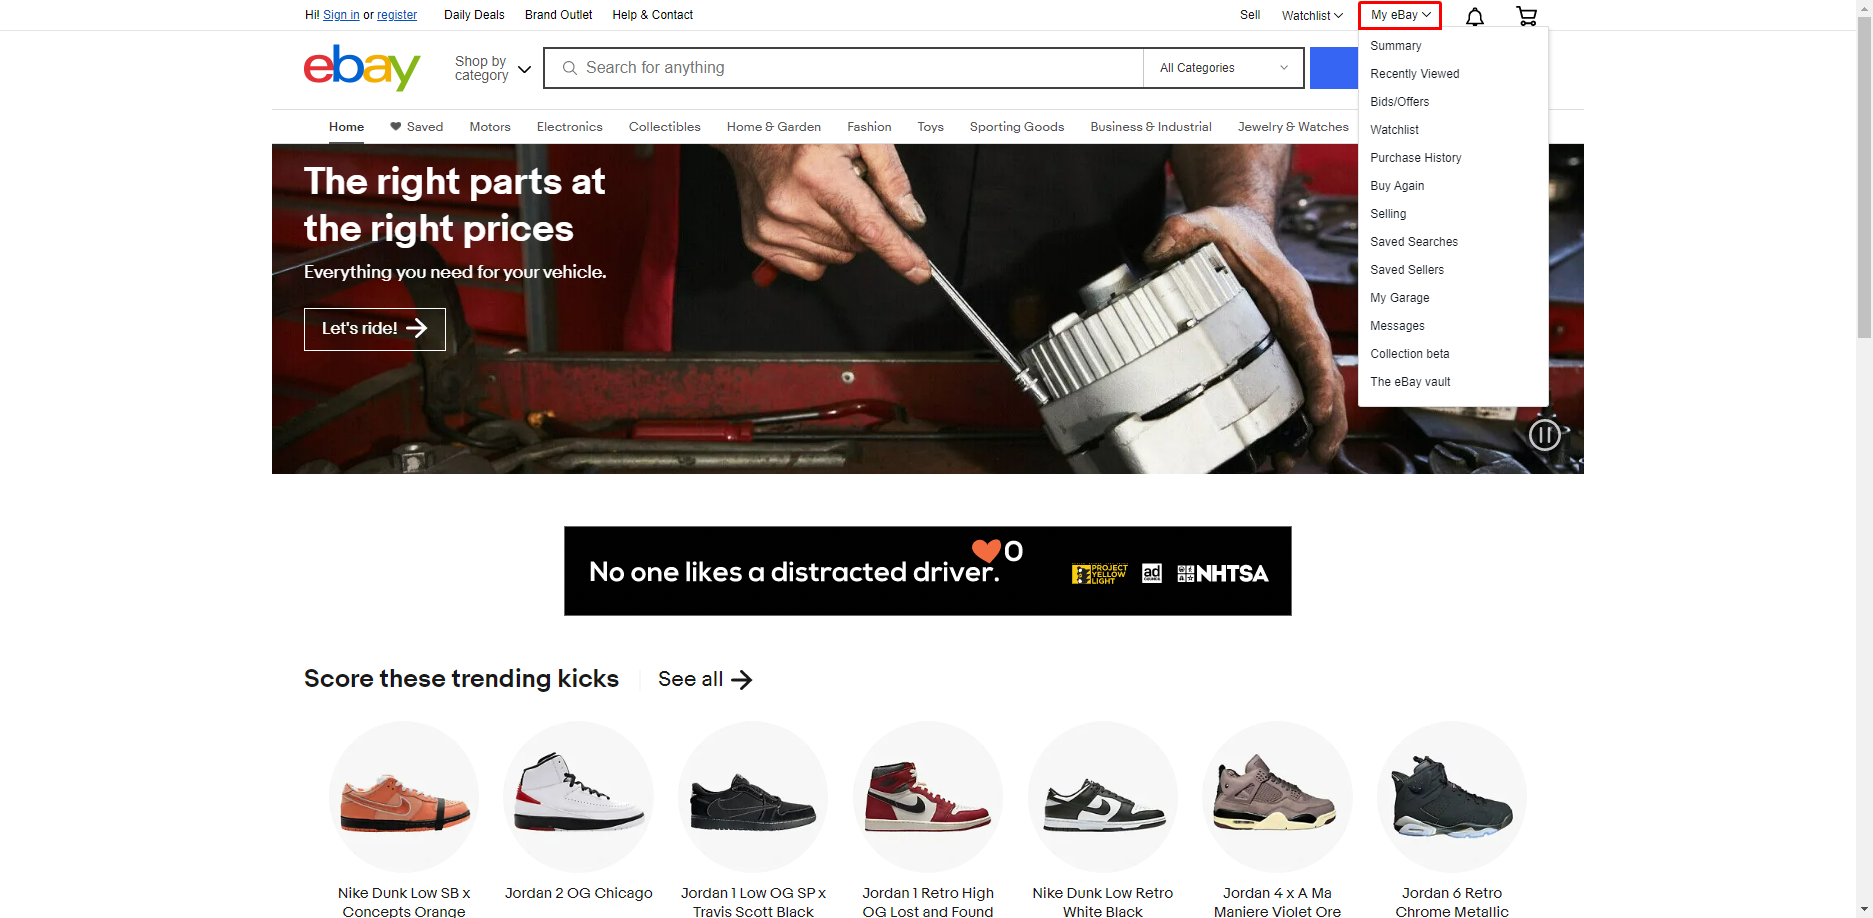 Hi! Sign in or register
Daily Deals
Brand Outlet
Help & Contact
Sell
Watchlist
My eBay
Summary
Recently Viewed
Bids/Offers
Watchlist
Purchase History
Buy Again
Selling
Saved Searches
Saved Sellers
My Garage
Messages
Collection beta
The eBay vault
ebay
Shop by
category
Search for anything
All Categories
Home
Saved
Motors
Electronics
Collectibles
Home & Garden
Fashion
Toys
Sporting Goods
Business & Industrial
Jewelry & Watches
The right parts at
the right prices
Everything you need for your vehicle.
Let's ride!
No one likes a distracted driver.
0
PROJECT
YELLOW
LIGHT
ad
NHTSA
Score these trending kicks
See all
Nike Dunk Low SB x
Concepts Orange
Jordan 2 OG Chicago
Jordan 1 Low OG SP x
Travis Scott Black
Jordan 1 Retro High
OG Lost and Found
Nike Dunk Low Retro
White Black
Jordan 4 x A Ma
Maniere Violet Ore
Jordan 6 Retro
Chrome Metallic